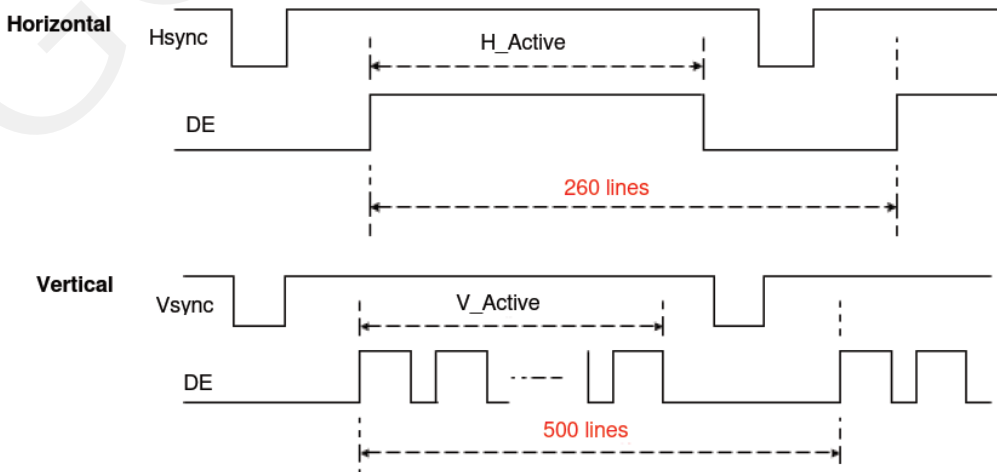 Horizontal
Hsync
H_Active
DE
260 lines
Vertical
Vsync
V_Active
DE
500 lines